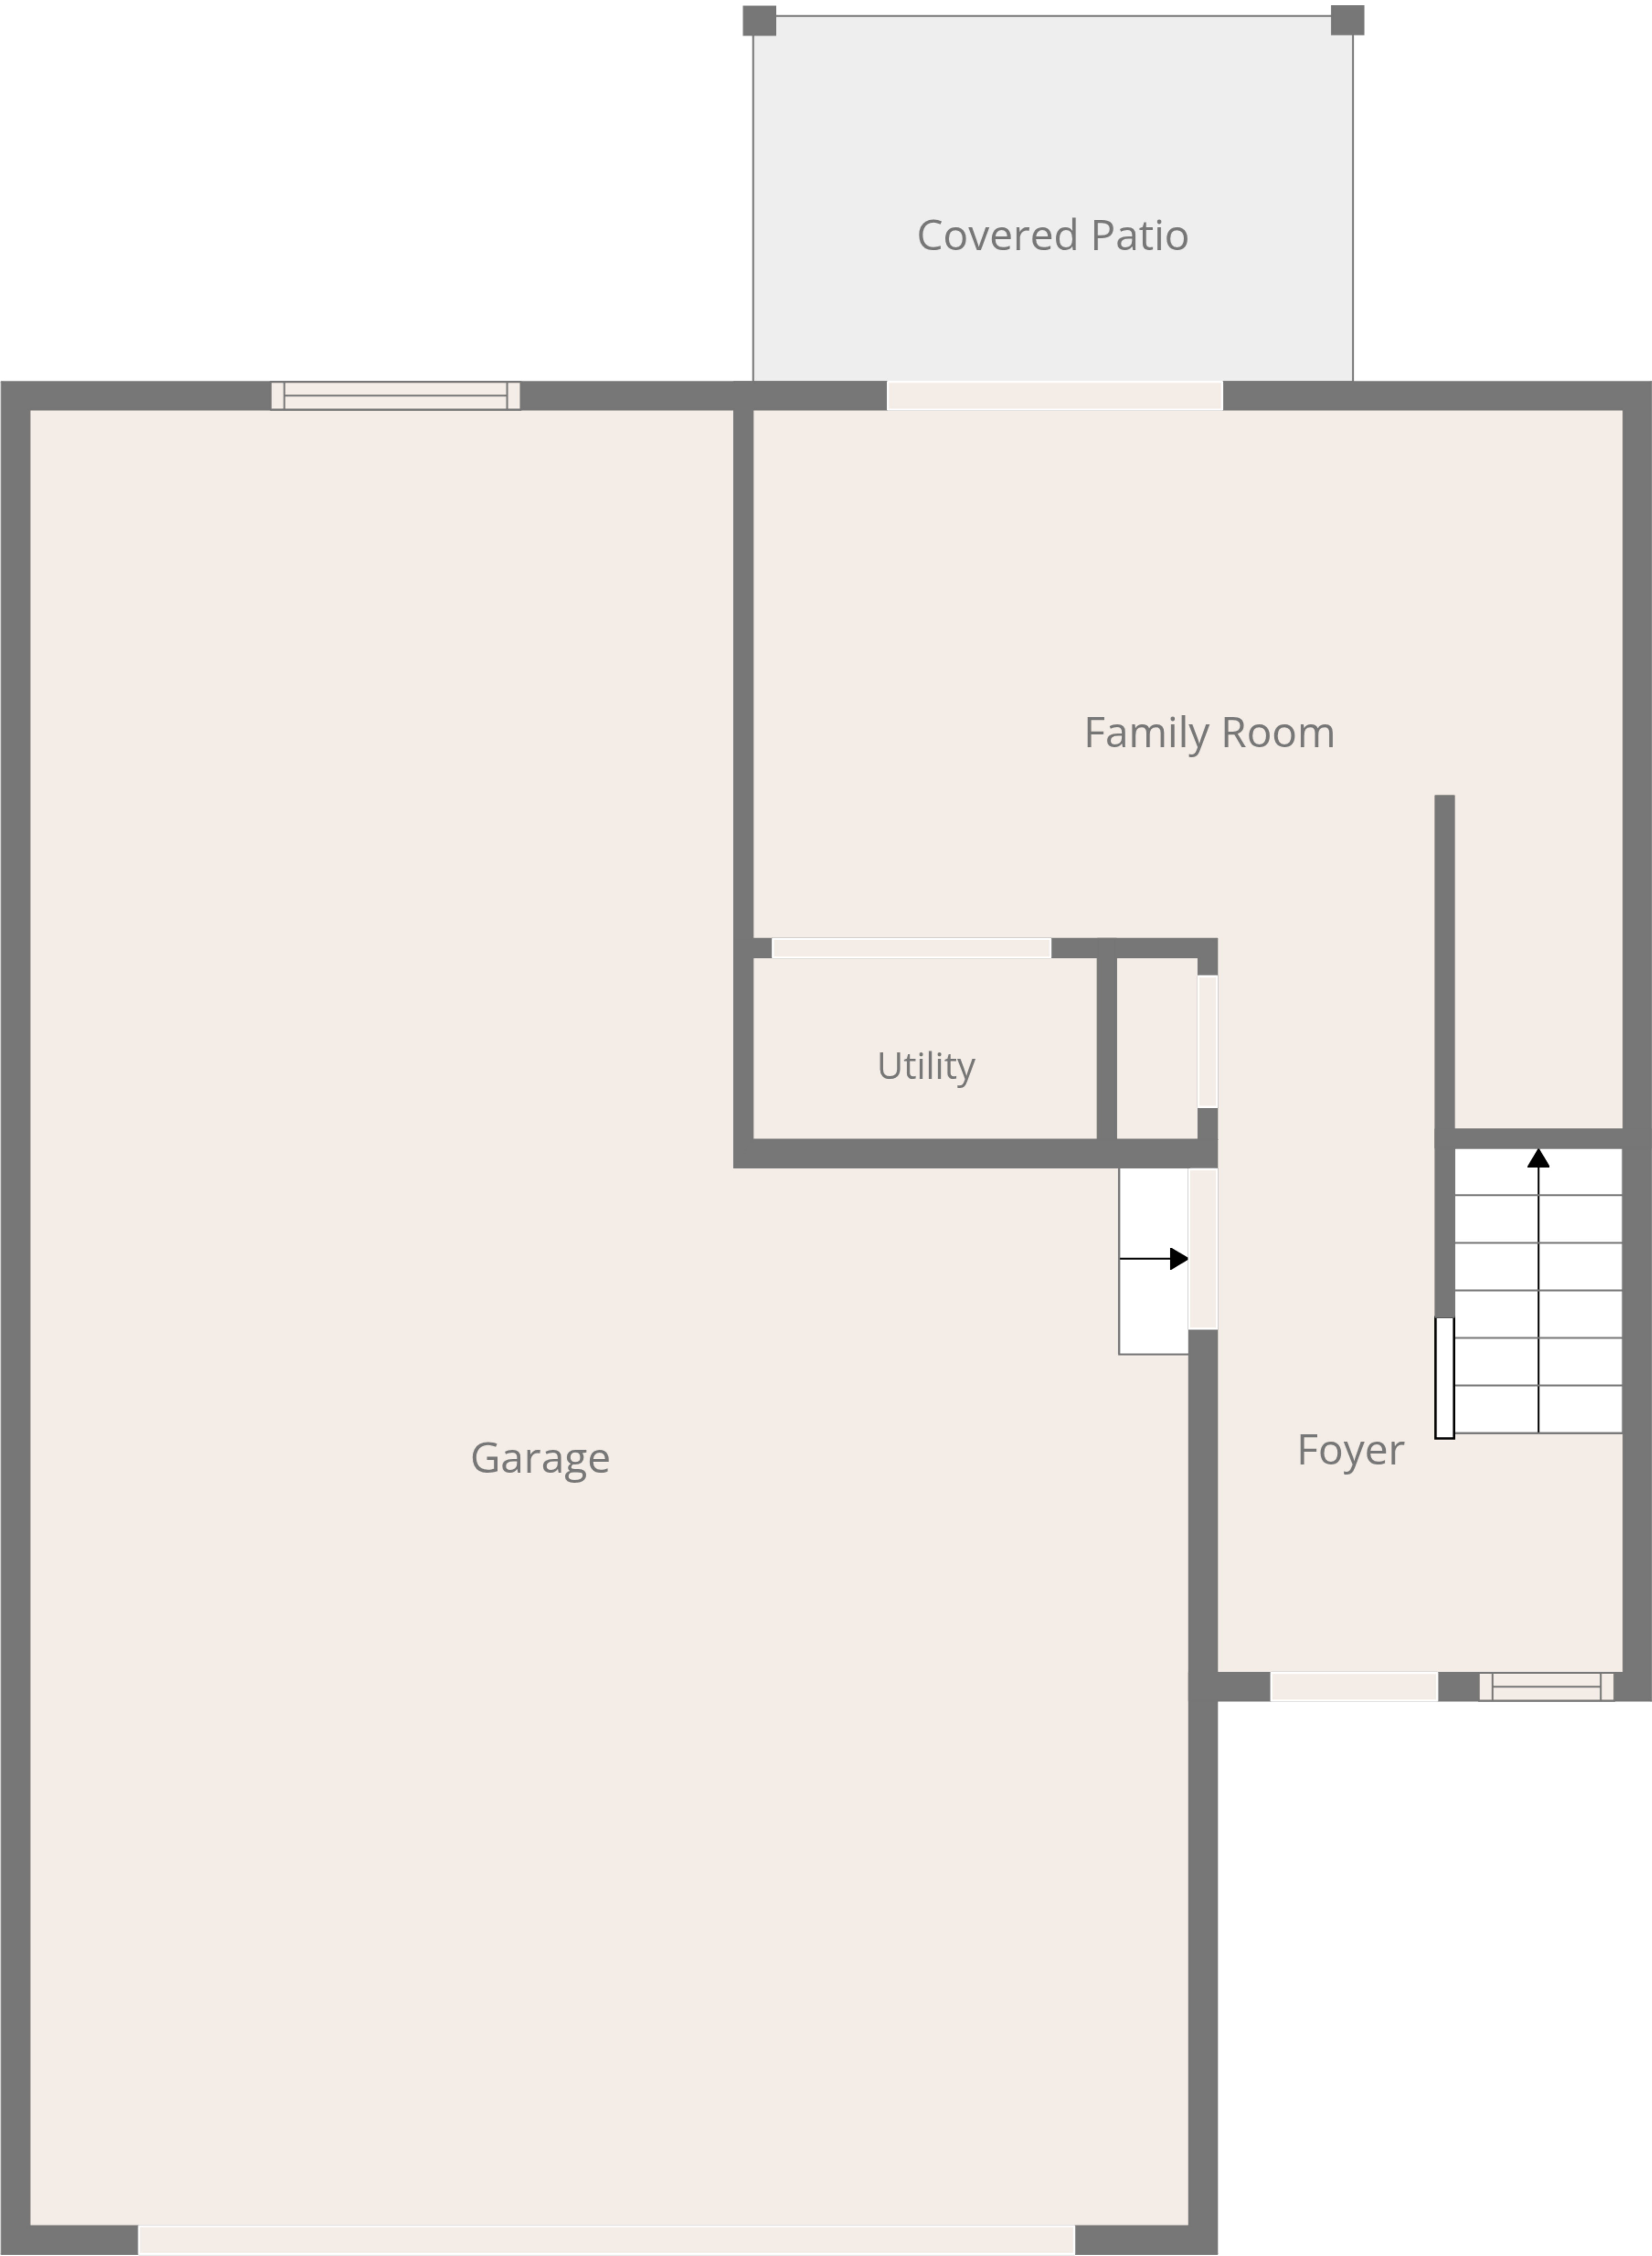 Covered Patio
Family Room
Utility
Garage
Foyer